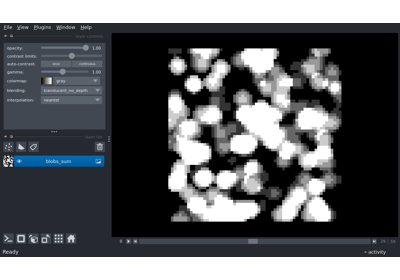 File View Plugins Window Help
opacity: 1.00
contrast limits:
auto-contrast: once continuous
gamma: 1.00
colormap: gray
blending: translucent_no_depth
interpolation: nearest
blobs_sum
Ready
activity